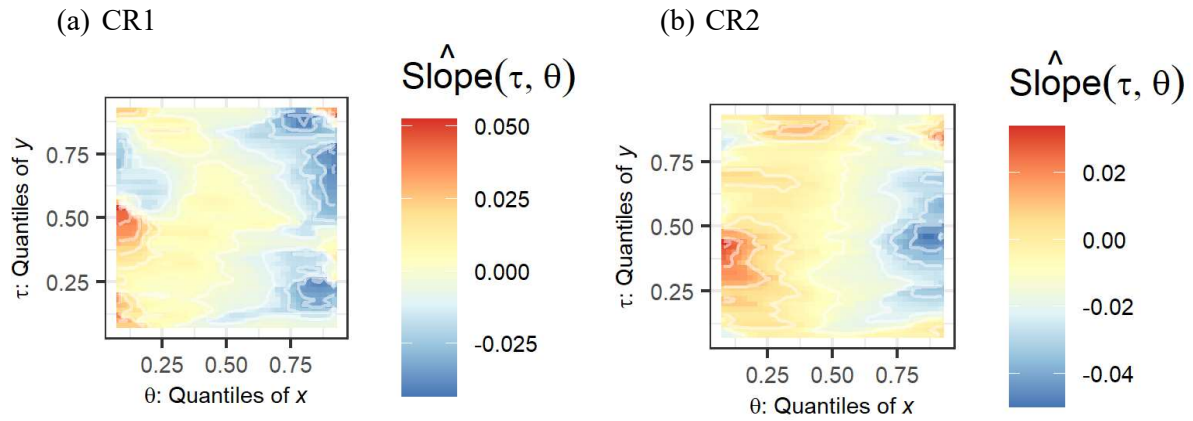 (a) CR1
Slôpe(τ, θ)
0.050
0.025
0.000
-0.025
0.75
0.50
0.25
τ: Quantiles of y
0.25 0.50 0.75
θ: Quantiles of x
(b) CR2
Slôpe(τ, θ)
0.02
0.00
-0.02
-0.04
0.75
0.50
0.25
τ: Quantiles of y
0.25 0.50 0.75
θ: Quantiles of x